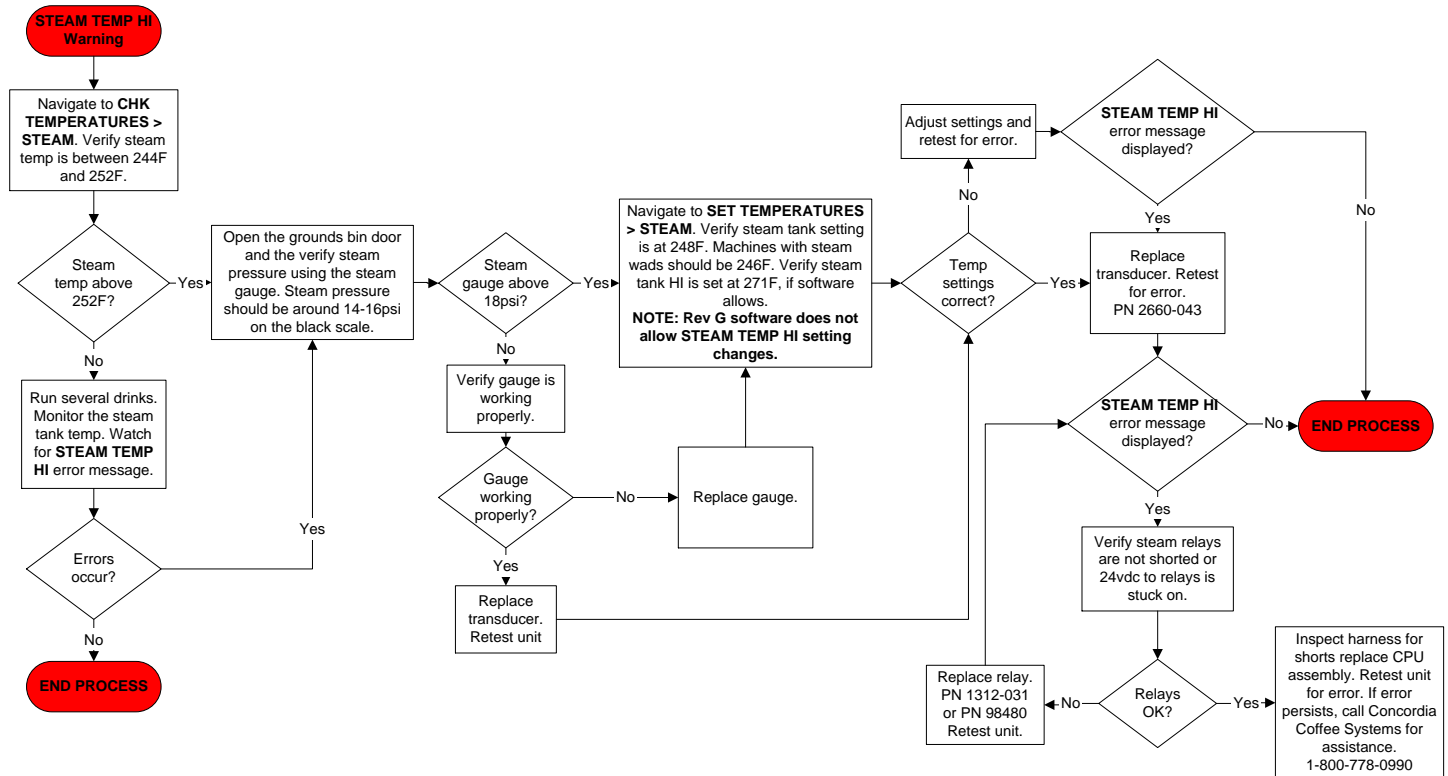 STEAM TEMP HI
Warning
Navigate to CHK
TEMPERATURES >
STEAM. Verify steam
temp is between 244F
and 252F.
Steam
temp above
252F?
Yes
No
Run several drinks.
Monitor the steam
tank temp. Watch
for STEAM TEMP
HI error message.
Errors
occur?
Yes
No
END PROCESS
Open the grounds bin door
and the verify steam
pressure using the steam
gauge. Steam pressure
should be around 14-16psi
on the black scale.
Steam
gauge above
18psi?
Yes
No
Verify gauge is
working
properly.
Gauge
working
properly?
No
Replace gauge.
Yes
Replace
transducer.
Retest unit
Navigate to SET TEMPERATURES
> STEAM. Verify steam tank setting
is at 248F. Machines with steam
wads should be 246F. Verify steam
tank HI is set at 271F, if software
allows.
NOTE: Rev G software does not
allow STEAM TEMP HI setting
changes.
Temp
settings
correct?
No
Yes
Adjust settings and
retest for error.
STEAM TEMP HI
error message
displayed?
No
Yes
Replace
transducer. Retest
for error.
PN 2660-043
STEAM TEMP HI
error message
displayed?
No
END PROCESS
Yes
Verify steam relays
are not shorted or
24vdc to relays is
stuck on.
Relays
OK?
No
Replace relay.
PN 1312-031
or PN 98480
Retest unit.
Yes
Inspect harness for
shorts replace CPU
assembly. Retest unit
for error. If error
persists, call Concordia
Coffee Systems for
assistance.
1-800-778-0990